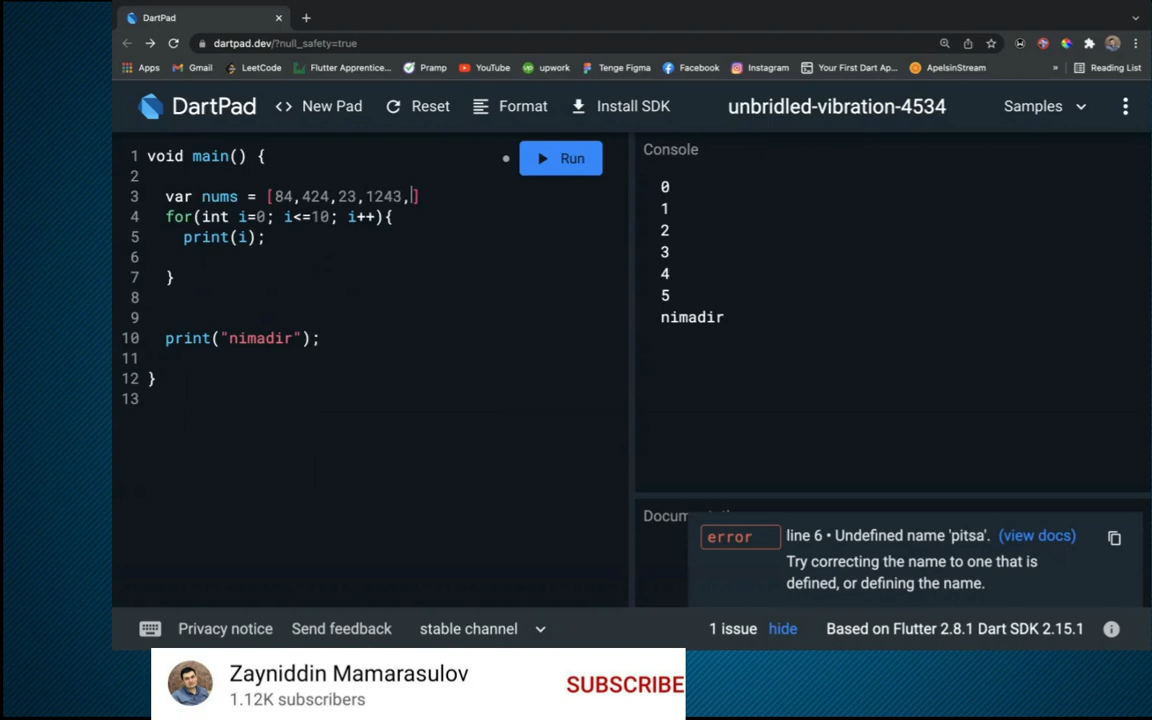 DartPad
dartpad.dev/?null_safety=true
Apps Gmail LeetCode Flutter Apprentice... Pramp YouTube upwork Tenge Figma Facebook Instagram Your First Dart Ap... ApelsinStream » Reading List
DartPad <> New Pad Reset Format Install SDK unbridled-vibration-4534 Samples
Run
1 void main() {
2
3 var nums = [84,424,23,1243,]
4 for(int i=0; i<=10; i++){
5 print(i);
6
7 }
8
9
10 print("nimadir");
11
12 }
13
Console
0
1
2
3
4
5
nimadir
error line 6 • Undefined name 'pitsa'. (view docs)
Try correcting the name to one that is
defined, or defining the name.
Privacy notice Send feedback stable channel 1 issue hide Based on Flutter 2.8.1 Dart SDK 2.15.1
Zayniddin Mamarasulov
1.12K subscribers
SUBSCRIBE